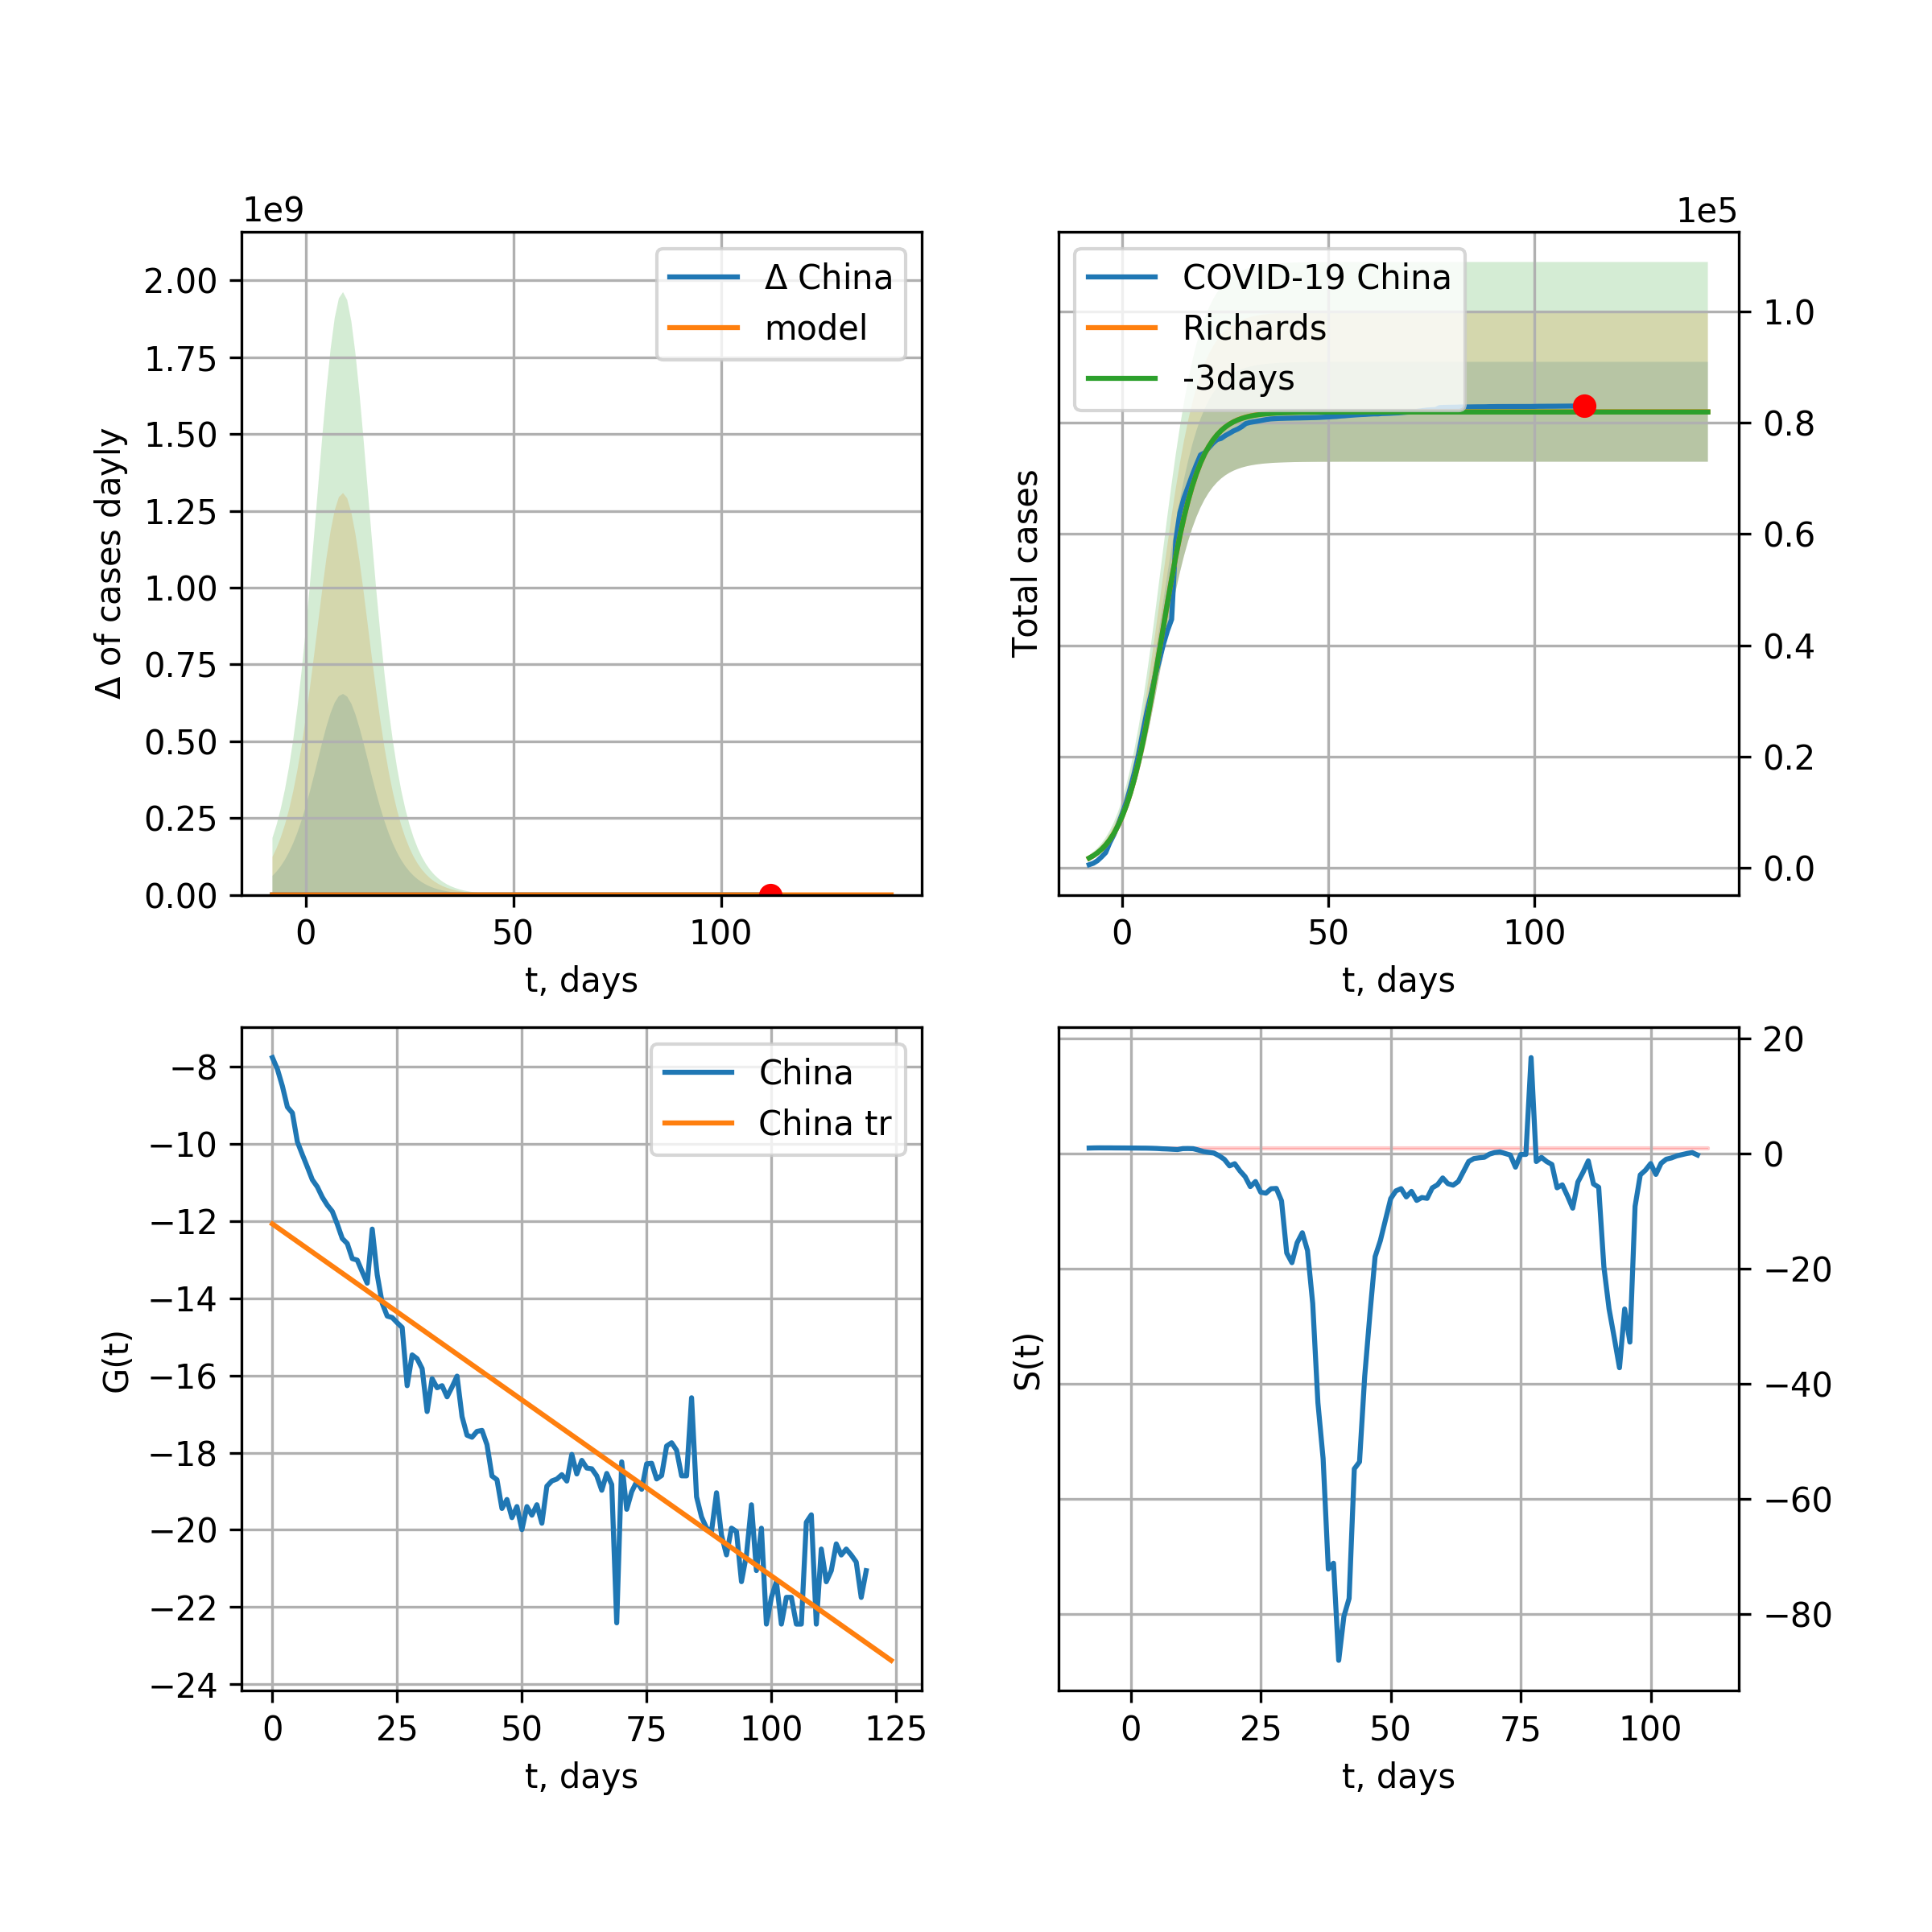 1e9
2.00
1.75
1.50
1.25
1.00
0.75
0.50
0.25
0.00
Δ of cases dayly
0 50 100
t, days
Δ China
model
1e5
COVID-19 China
Richards
-3days
Total cases
1.0
0.8
0.6
0.4
0.2
0.0
0 50 100
t, days
−8
−10
−12
−14
−16
−18
−20
−22
−24
G(t)
China
China tr
0 25 50 75 100 125
t, days
S(t)
20
0
−20
−40
−60
−80
0 25 50 75 100
t, days